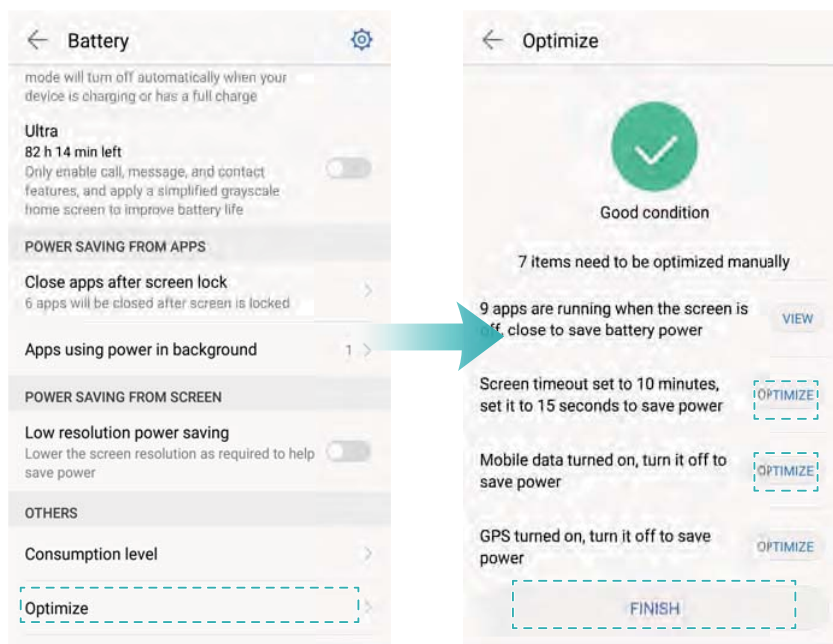 Battery
mode will turn off automatically when your
device is charging or has a full charge
Ultra
82 h 14 min left
Only enable call, message, and contact
features, and apply a simplified grayscale
home screen to improve battery life
POWER SAVING FROM APPS
Close apps after screen lock
6 apps will be closed after screen is locked
Apps using power in background
1
POWER SAVING FROM SCREEN
Low resolution power saving
Lower the screen resolution as required to help
save power
OTHERS
Consumption level
Optimize
Optimize
Good condition
7 items need to be optimized manually
9 apps are running when the screen is
off, close to save battery power
VIEW
Screen timeout set to 10 minutes,
set it to 15 seconds to save power
OPTIMIZE
Mobile data turned on, turn it off to
save power
OPTIMIZE
GPS turned on, turn it off to save
power
OPTIMIZE
FINISH